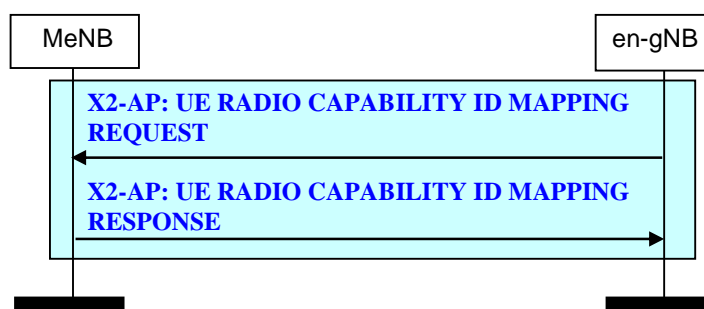 MeNB
en-gNB
X2-AP: UE RADIO CAPABILITY ID MAPPING
REQUEST
X2-AP: UE RADIO CAPABILITY ID MAPPING
RESPONSE